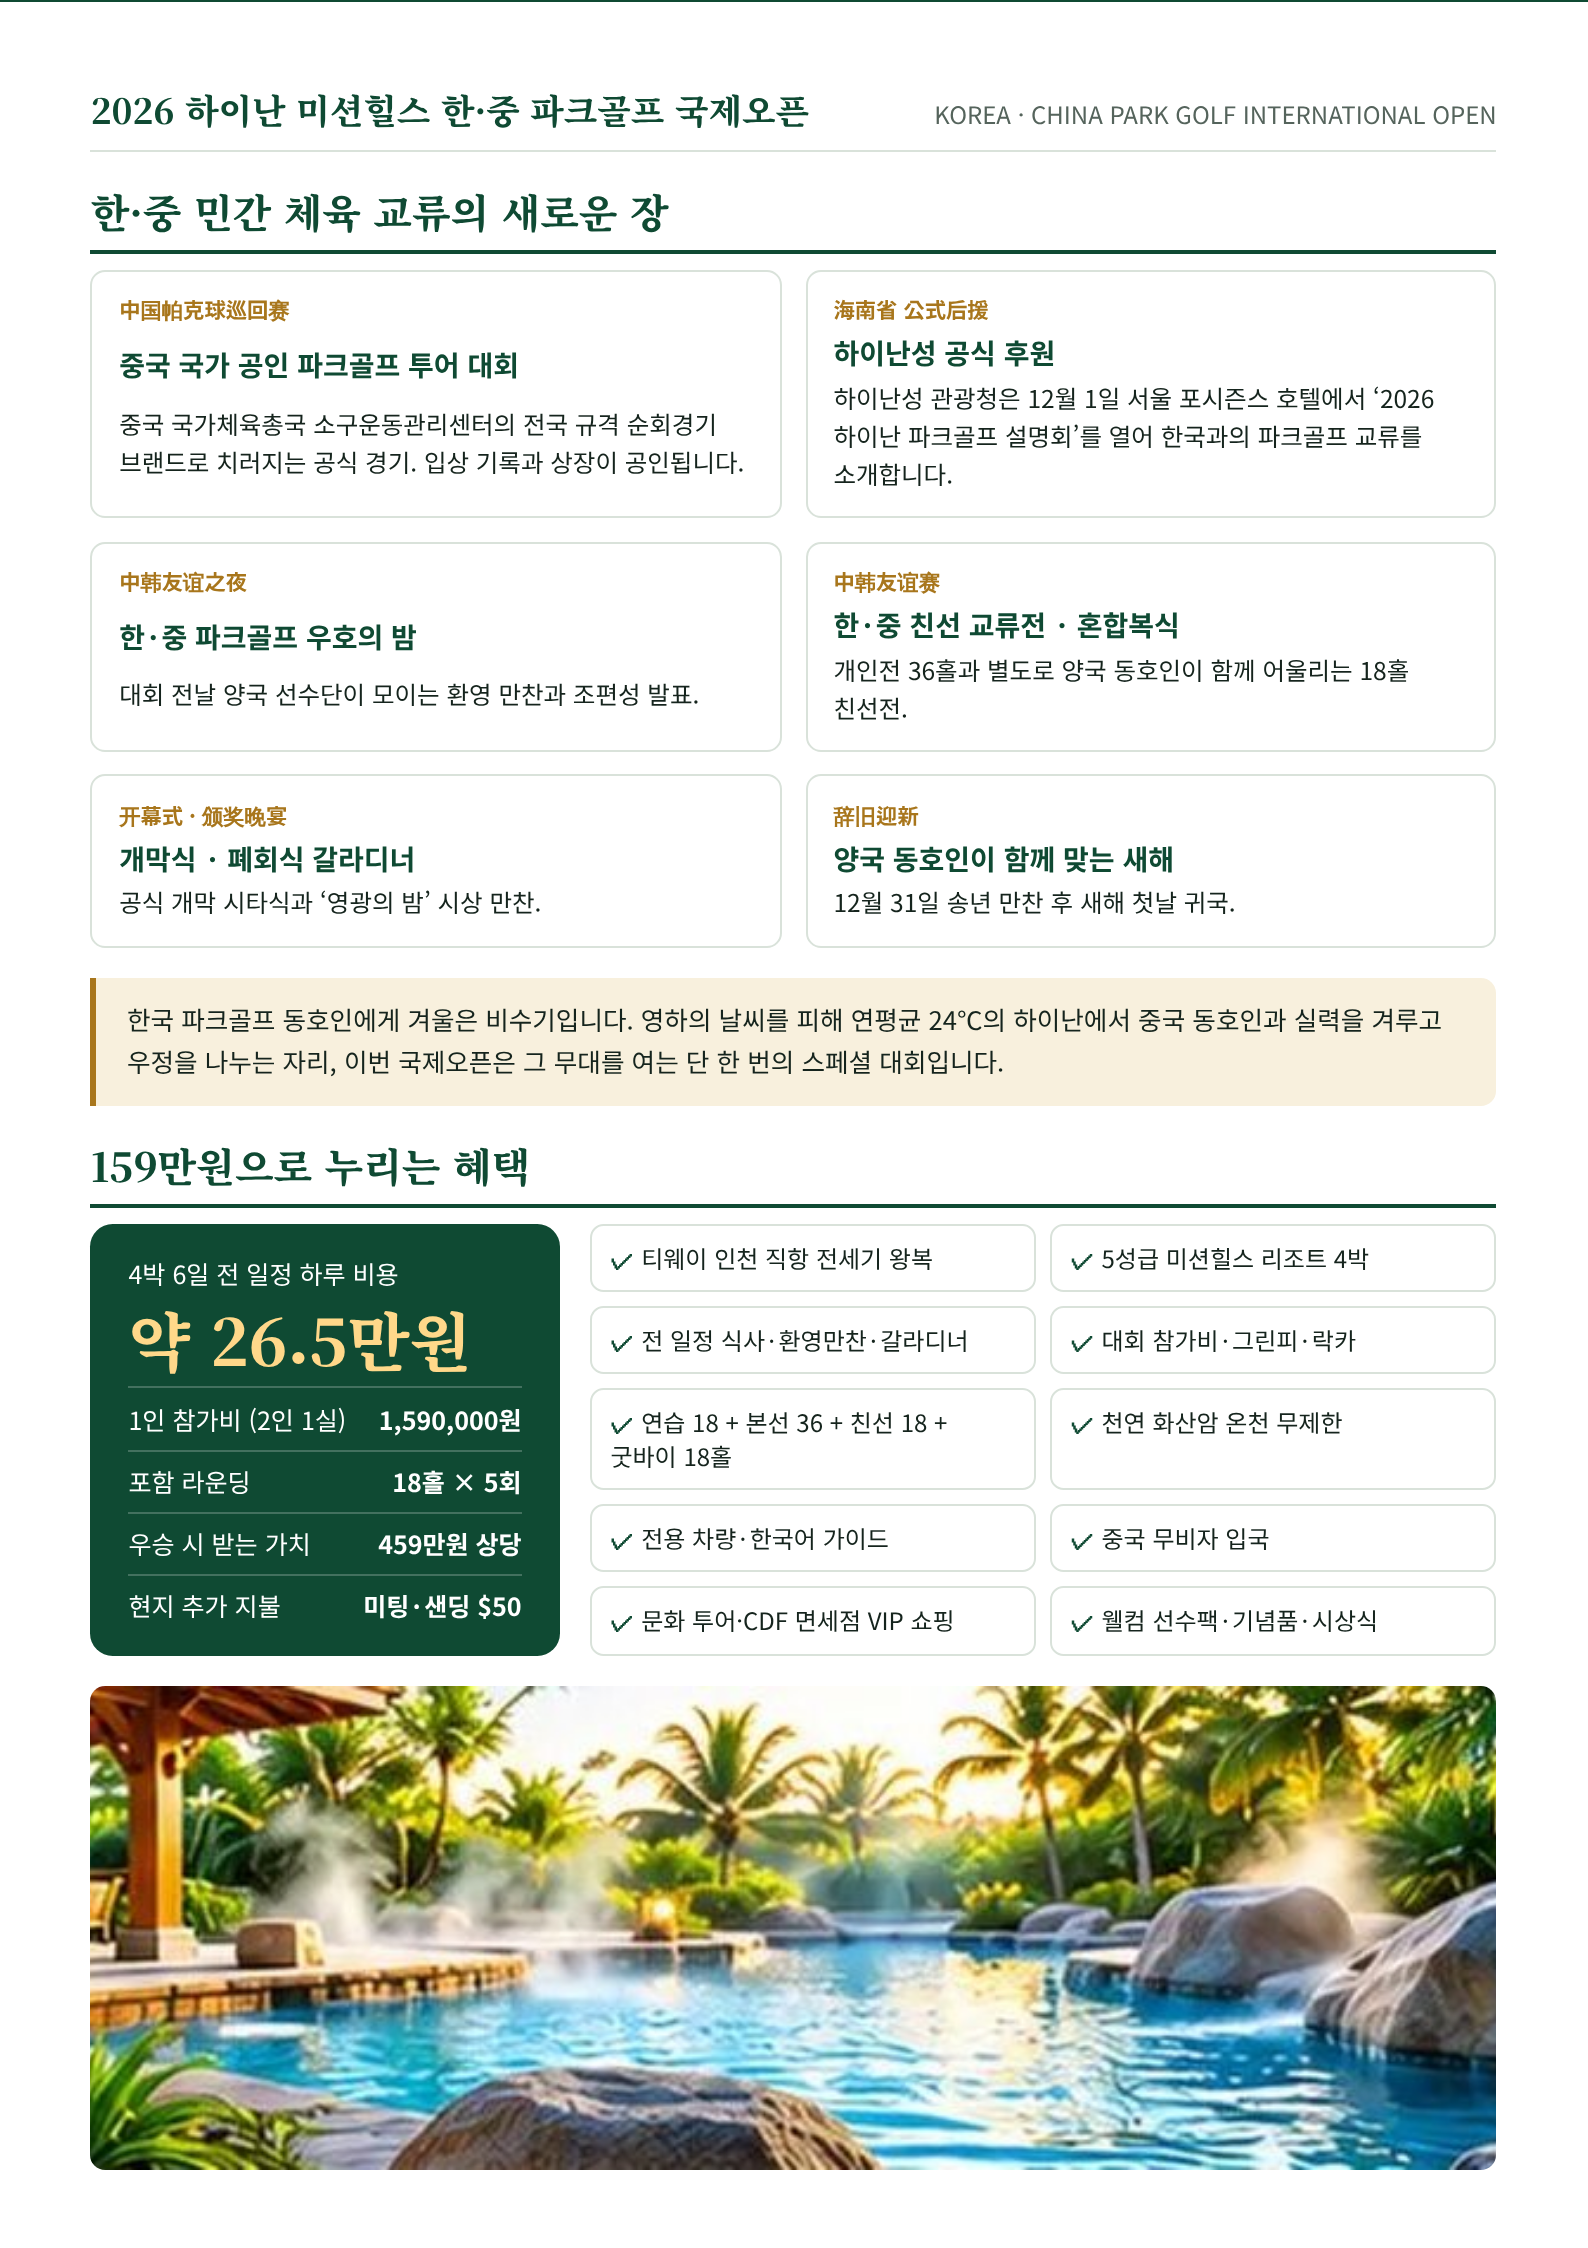 2026 하이난 미션힐스 한·중 파크골프 국제오픈
KOREA · CHINA PARK GOLF INTERNATIONAL OPEN
한·중 민간 체육 교류의 새로운 장
中国帕克球巡回赛
중국 국가 공인 파크골프 투어 대회
중국 국가체육총국 소구운동관리센터의 전국 규격 순회경기
브랜드로 치러지는 공식 경기. 입상 기록과 상장이 공인됩니다.
海南省 公式后援
하이난성 공식 후원
하이난성 관광청은 12월 1일 서울 포시즌스 호텔에서 ‘2026
하이난 파크골프 설명회’를 열어 한국과의 파크골프 교류를
소개합니다.
中韩友谊之夜
한·중 파크골프 우호의 밤
대회 전날 양국 선수단이 모이는 환영 만찬과 조편성 발표.
中韩友谊赛
한·중 친선 교류전 · 혼합복식
개인전 36홀과 별도로 양국 동호인이 함께 어울리는 18홀
친선전.
开幕式 · 颁奖晚宴
개막식 · 폐회식 갈라디너
공식 개막 시타식과 ‘영광의 밤’ 시상 만찬.
辞旧迎新
양국 동호인이 함께 맞는 새해
12월 31일 송년 만찬 후 새해 첫날 귀국.
한국 파크골프 동호인에게 겨울은 비수기입니다. 영하의 날씨를 피해 연평균 24°C의 하이난에서 중국 동호인과 실력을 겨루고
우정을 나누는 자리, 이번 국제오픈은 그 무대를 여는 단 한 번의 스페셜 대회입니다.
159만원으로 누리는 혜택
4박 6일 전 일정 하루 비용
약 26.5만원
1인 참가비 (2인 1실) 1,590,000원
포함 라운딩 18홀 × 5회
우승 시 받는 가치 459만원 상당
현지 추가 지불 미팅·샌딩 $50
✓ 티웨이 인천 직항 전세기 왕복
✓ 5성급 미션힐스 리조트 4박
✓ 전 일정 식사·환영만찬·갈라디너
✓ 대회 참가비·그린피·락카
✓ 연습 18 + 본선 36 + 친선 18 +
굿바이 18홀
✓ 천연 화산암 온천 무제한
✓ 전용 차량·한국어 가이드
✓ 중국 무비자 입국
✓ 문화 투어·CDF 면세점 VIP 쇼핑
✓ 웰컴 선수팩·기념품·시상식